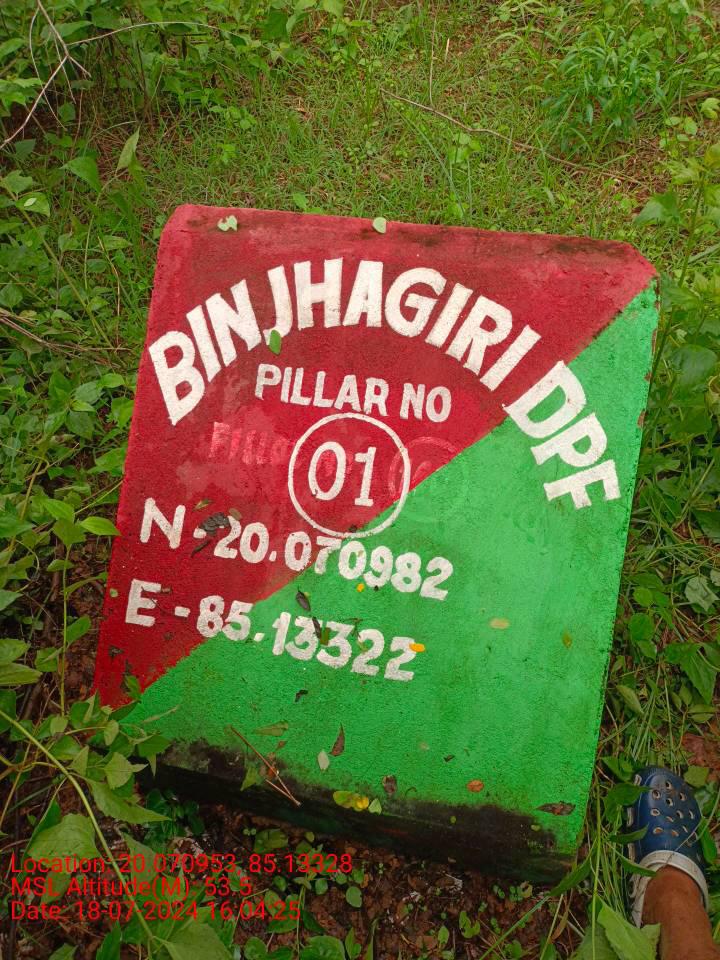 BINJHAGIRI DPF
PILLAR NO
01
N-20.070982
E-85.13322
Location: 20.070953, 85.13328
MSL Altitude(M): 53.5
Date: 18-07-2024 16:04:25